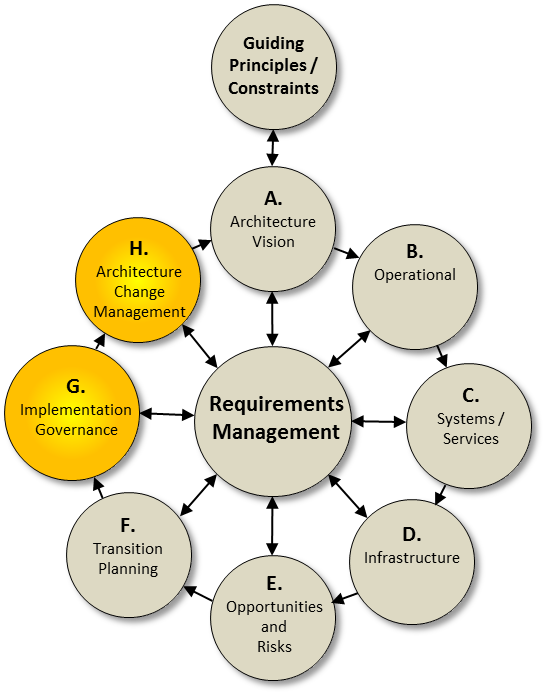 Guiding
Principles /
Constraints
A.
Architecture
Vision
B.
Operational
C.
Systems /
Services
D.
Infrastructure
E.
Opportunities
and
Risks
F.
Transition
Planning
G.
Implementation
Governance
H.
Architecture
Change
Management
Requirements
Management